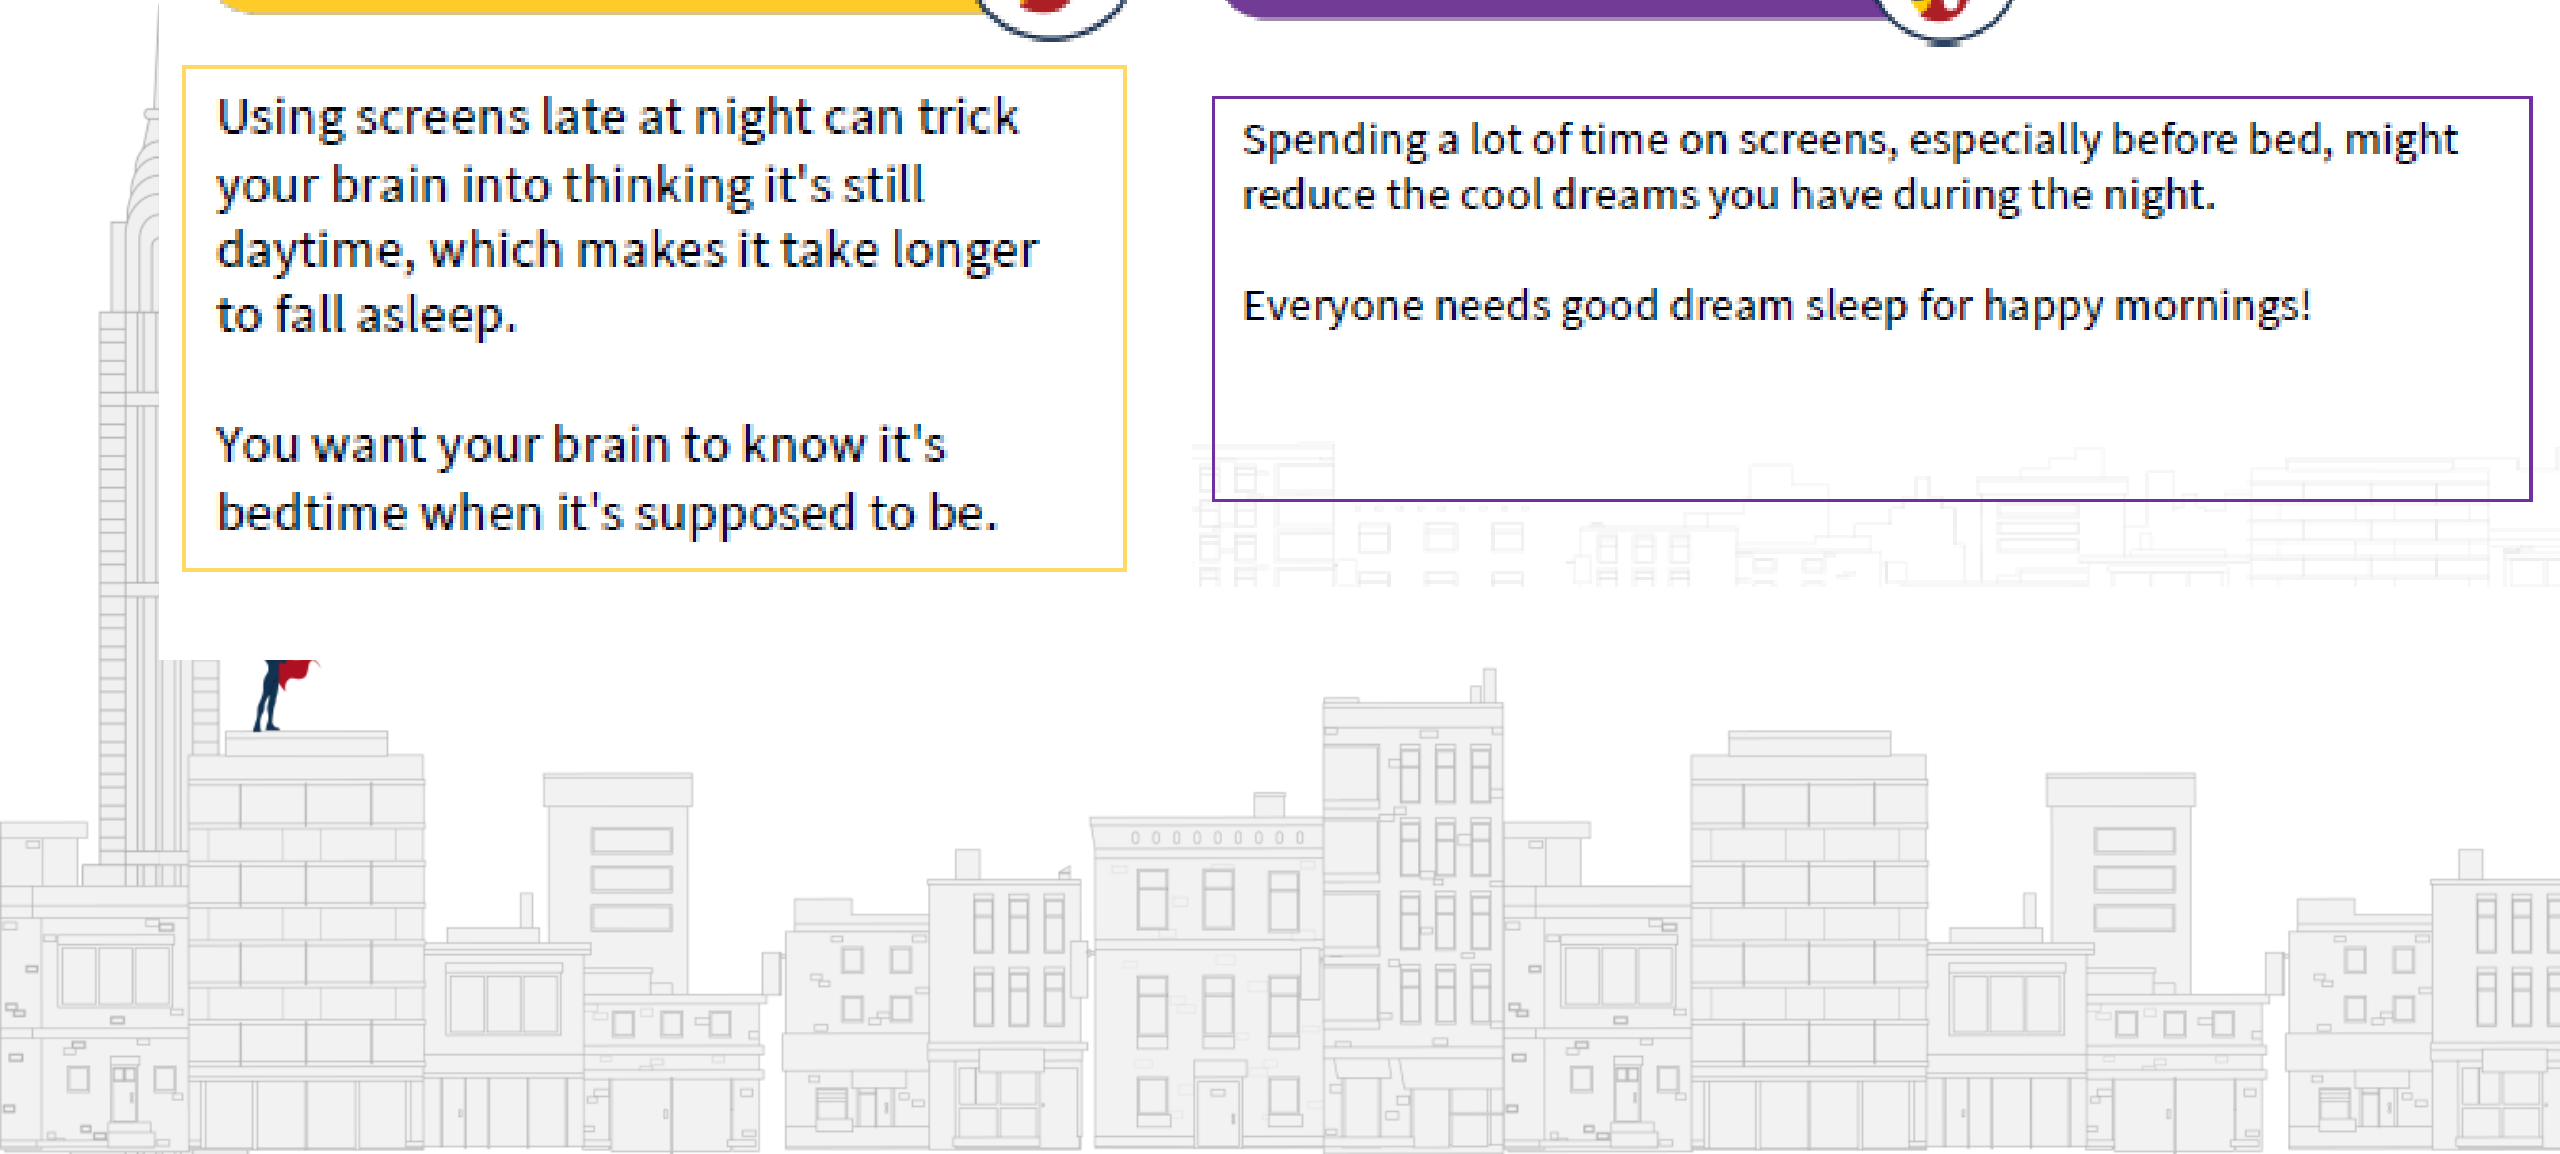 Using screens late at night can trick
your brain into thinking it's still
daytime, which makes it take longer
to fall asleep.
You want your brain to know it's
bedtime when it's supposed to be.
Spending a lot of time on screens, especially before bed, might
reduce the cool dreams you have during the night.
Everyone needs good dream sleep for happy mornings!